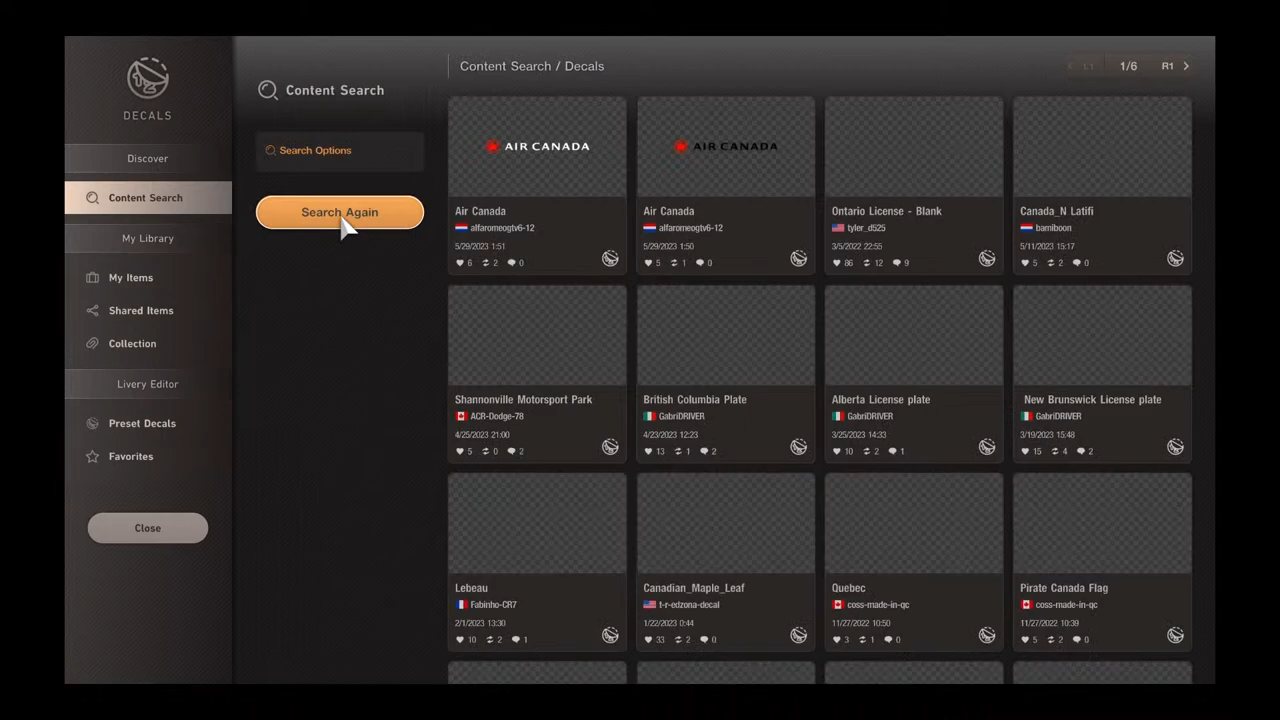 DECALS
Discover
Content Search
My Library
My Items
Shared Items
Collection
Livery Editor
Preset Decals
Favorites
Close
Content Search
Search Options
Search Again
Content Search / Decals
L1 1/6 R1
AIR CANADA
Air Canada
alfaromeogtv6-12
5/29/2023 1:51
6 2 0
AIR CANADA
Air Canada
alfaromeogtv6-12
5/29/2023 1:50
5 1 0
Ontario License - Blank
tyler_d525
3/5/2022 22:55
86 12 9
Canada_N Latifi
bamiboon
5/11/2023 15:17
5 2 0
Shannonville Motorsport Park
ACR-Dodge-78
4/25/2023 21:00
5 0 2
British Columbia Plate
GabriDRIVER
4/23/2023 12:23
13 1 2
Alberta License plate
GabriDRIVER
3/25/2023 14:33
10 2 1
New Brunswick License plate
GabriDRIVER
3/19/2023 15:48
15 4 2
Lebeau
Fabinho-CR7
2/1/2023 13:30
10 2 1
Canadian_Maple_Leaf
t-r-edzona-decal
1/22/2023 0:44
33 2 0
Quebec
coss-made-in-qc
11/27/2022 10:50
3 1 0
Pirate Canada Flag
coss-made-in-qc
11/27/2022 10:39
5 2 0